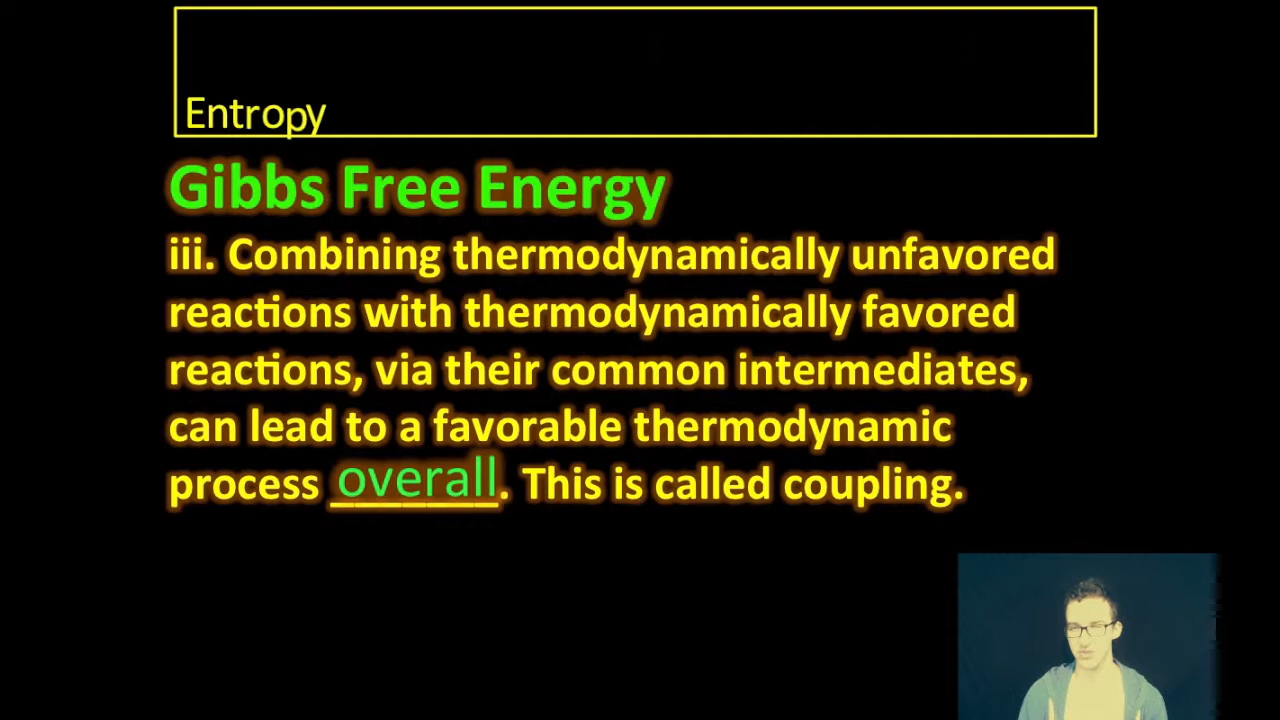 Entropy
Gibbs Free Energy
iii. Combining thermodynamically unfavored
reactions with thermodynamically favored
reactions, via their common intermediates,
can lead to a favorable thermodynamic
process overall. This is called coupling.